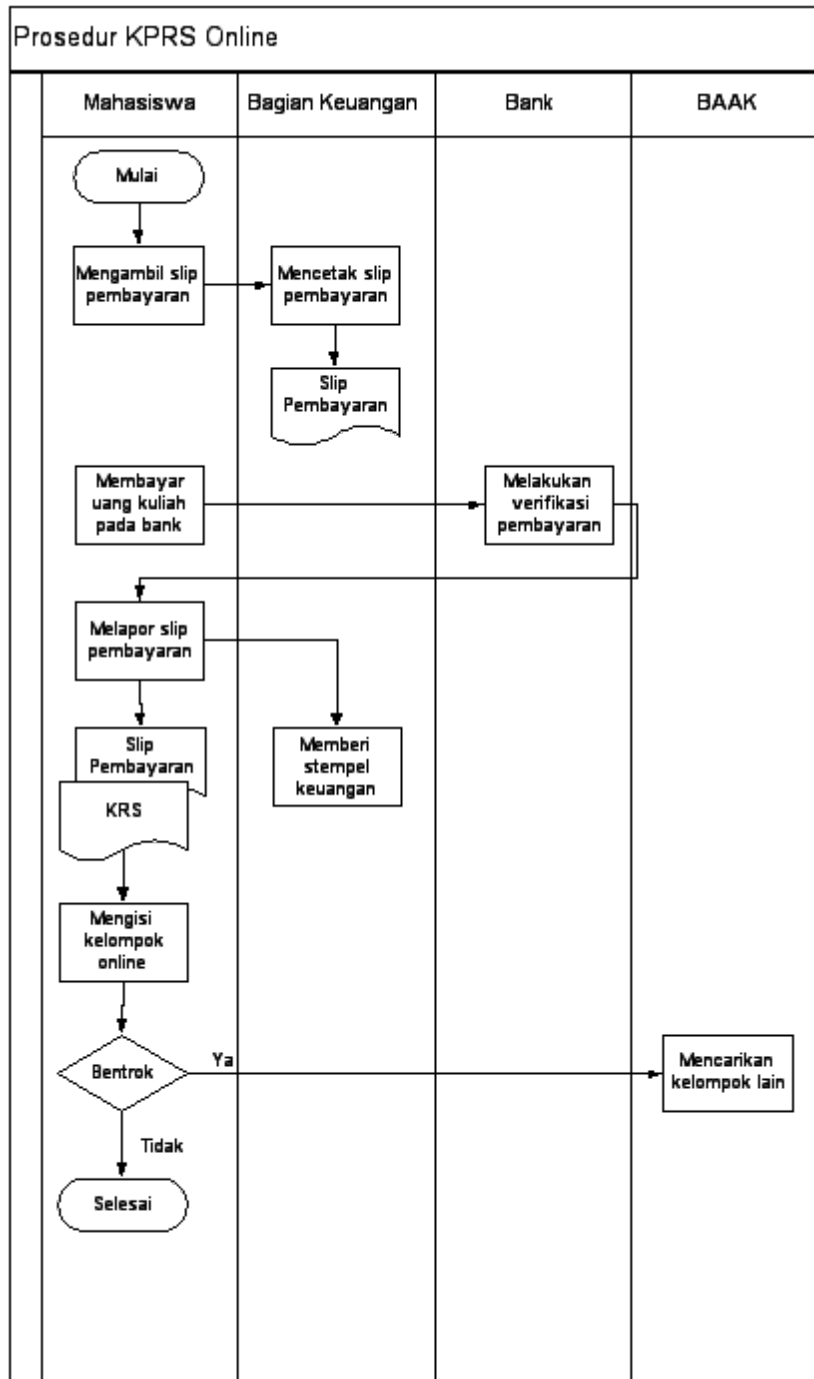 Prosedur KPRS Online
Mahasiswa
Bagian Keuangan
Bank
BAAK
Mulai
Mengambil slip
pembayaran
Mencetak slip
pembayaran
Slip
Pembayaran
Membayar
uang kuliah
pada bank
Melakukan
verifikasi
pembayaran
Melapor slip
pembayaran
Slip
Pembayaran
Memberi
stempel
keuangan
KRS
Mengisi
kelompok
online
Bentrok
Ya
Mencarikan
kelompok lain
Tidak
Selesai